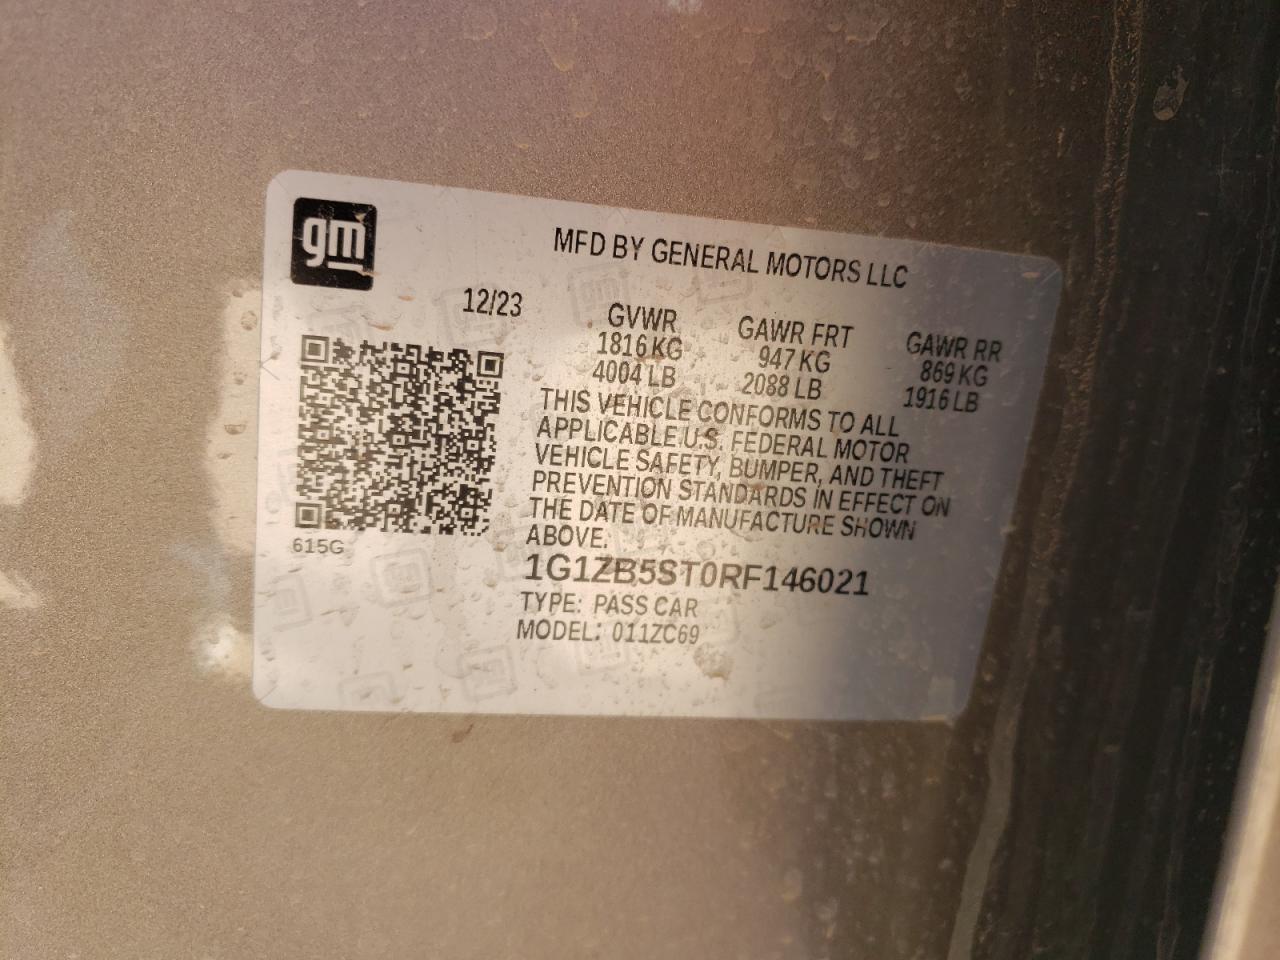 gm
MFD BY GENERAL MOTORS LLC
12/23 GVWR GAWR FRT GAWR RR
1816 KG 947 KG 869 KG
4004 LB 2088 LB 1916 LB
THIS VEHICLE CONFORMS TO ALL
APPLICABLE U.S. FEDERAL MOTOR
VEHICLE SAFETY, BUMPER, AND THEFT
PREVENTION STANDARDS IN EFFECT ON
THE DATE OF MANUFACTURE SHOWN
ABOVE.
615G
1G1ZB5ST0RF146021
TYPE: PASS CAR
MODEL: 011ZC69